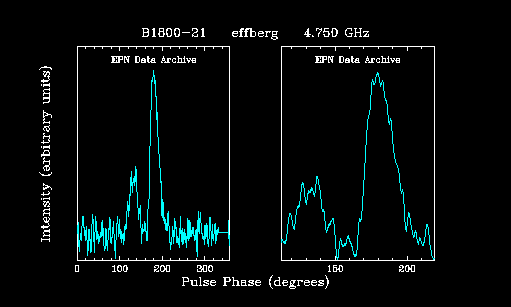 B1800-21 effberg 4.750 GHz
EPN Data Archive EPN Data Archive
Intensity (arbitrary units)
0 100 200 300 150 200
Pulse Phase (degrees)